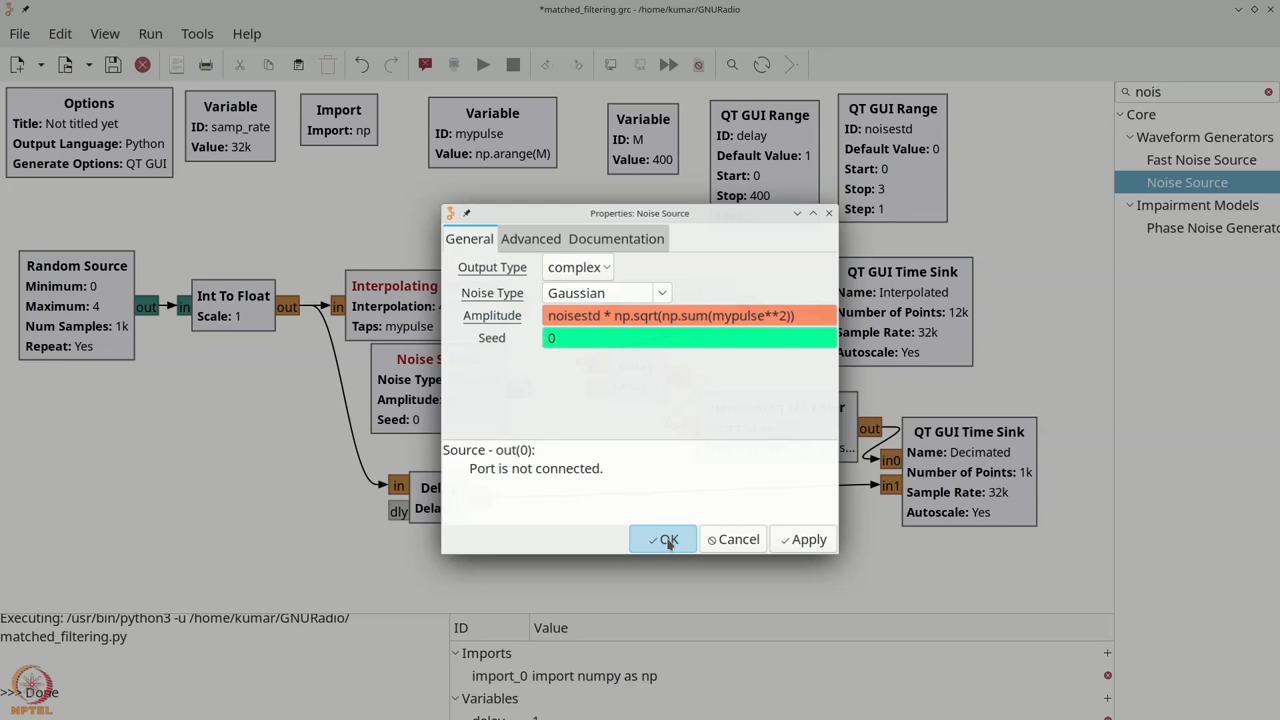 *matched_filtering.grc - /home/kumar/GNURadio
File Edit View Run Tools Help
Options
Title: Not titled yet
Output Language: Python
Generate Options: QT GUI
Variable
ID: samp_rate
Value: 32k
Import
Import: np
Variable
ID: mypulse
Value: np.arange(M)
Variable
ID: M
Value: 400
QT GUI Range
ID: delay
Default Value: 1
Start: 0
Stop: 400
QT GUI Range
ID: noisestd
Default Value: 0
Start: 0
Stop: 3
Step: 1
nois
Core
Waveform Generators
Fast Noise Source
Noise Source
Impairment Models
Phase Noise Generato
Random Source
Minimum: 0
Maximum: 4
Num Samples: 1k
Repeat: Yes
out
in
Int To Float
Scale: 1
out
in
Interpolating
Interpolation: 4
Taps: mypulse
Noise S
Noise Type
Amplitude:
Seed: 0
in
dly
Del
Dela
Properties: Noise Source
General Advanced Documentation
Output Type complex
Noise Type Gaussian
Amplitude noisestd * np.sqrt(np.sum(mypulse**2))
Seed 0
Source - out(0):
Port is not connected.
OK Cancel Apply
QT GUI Time Sink
Name: Interpolated
Number of Points: 12k
Sample Rate: 32k
Autoscale: Yes
out
in0
in1
QT GUI Time Sink
Name: Decimated
Number of Points: 1k
Sample Rate: 32k
Autoscale: Yes
Executing: /usr/bin/python3 -u /home/kumar/GNURadio/
matched_filtering.py
>>> Done
NPTEL
ID Value
Imports
import_0 import numpy as np
Variables
delay 1